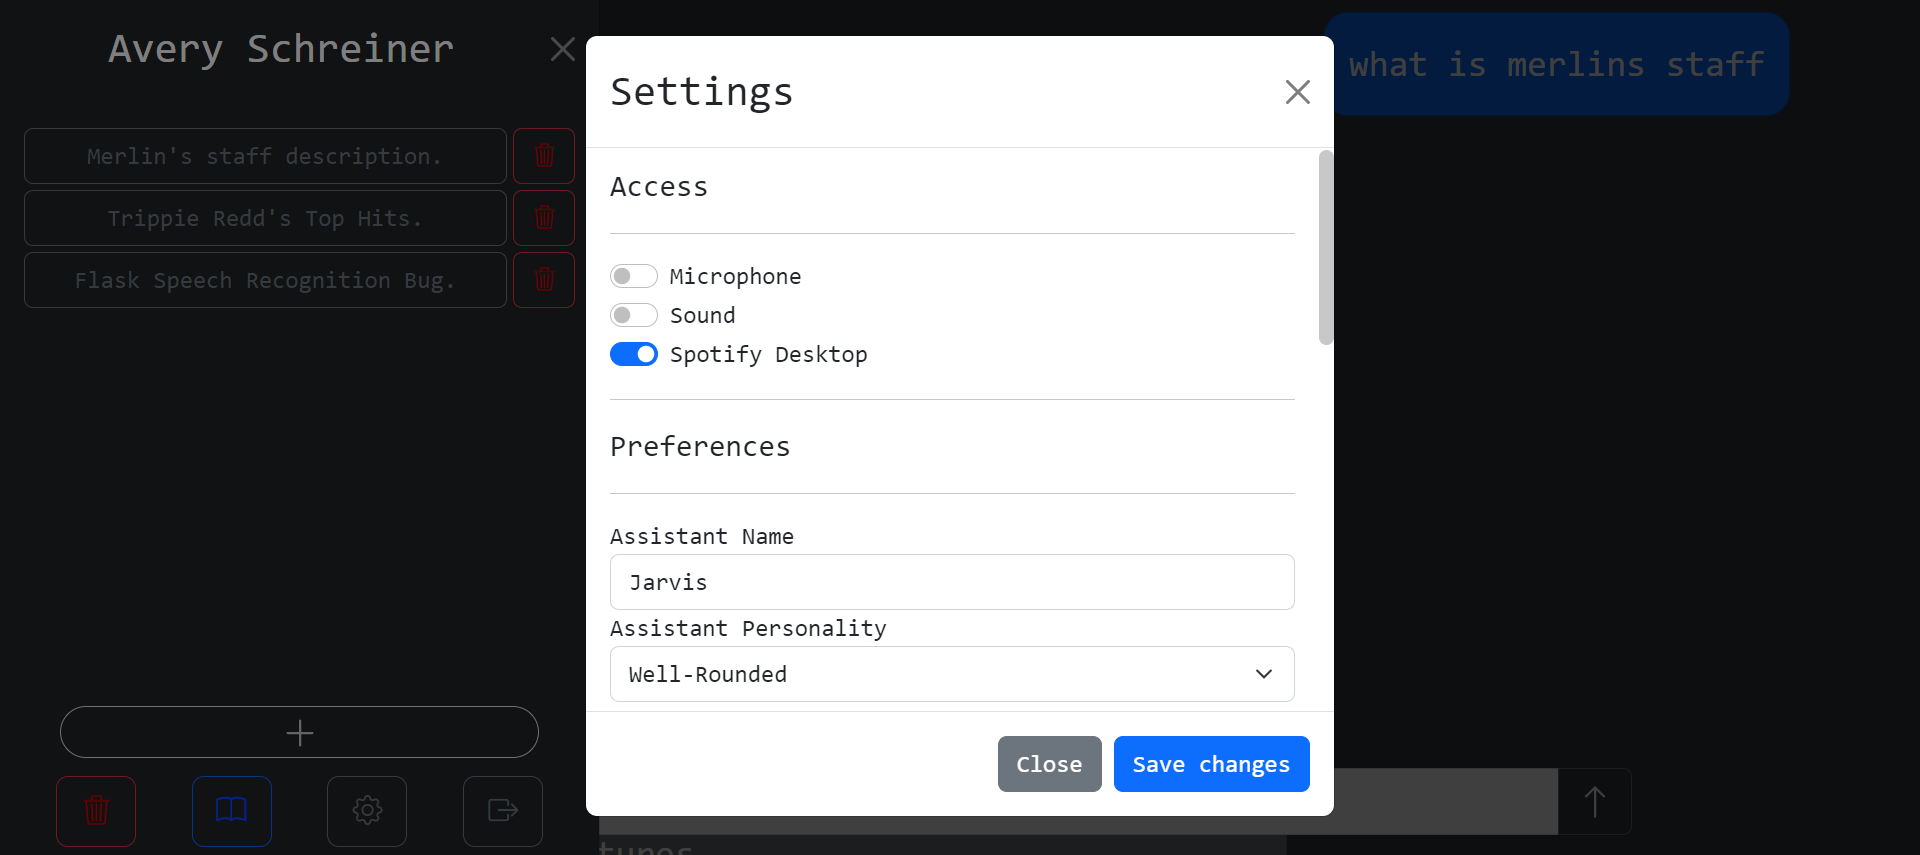 Avery Schreiner
Merlin's staff description.
Trippie Redd's Top Hits.
Flask Speech Recognition Bug.
what is merlins staff
Settings
Access
Microphone
Sound
Spotify Desktop
Preferences
Assistant Name
Jarvis
Assistant Personality
Well-Rounded
Close
Save changes